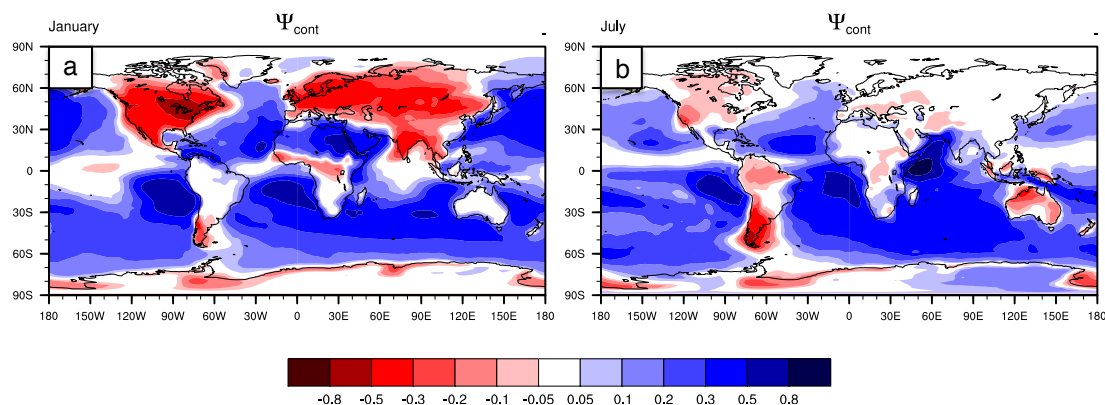 January Ψcont
a
90N
60N
30N
0
30S
60S
90S
180 150W 120W 90W 60W 30W 0 30E 60E 90E 120E 150E 180
July Ψcont
b
90N
60N
30N
0
30S
60S
90S
180 150W 120W 90W 60W 30W 0 30E 60E 90E 120E 150E 180
-0.8 -0.5 -0.3 -0.2 -0.1 -0.05 0.05 0.1 0.2 0.3 0.5 0.8